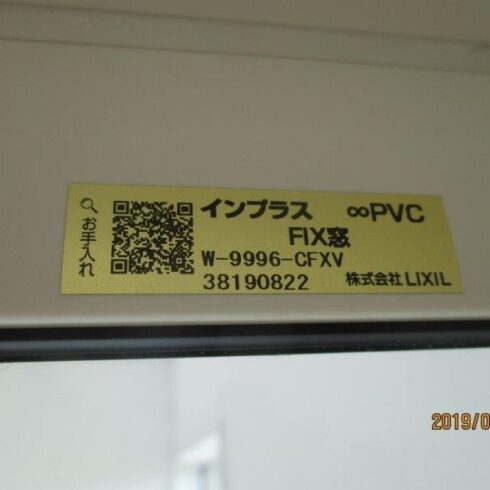 お手入れ
インプラス ∞PVC
FIX窓
W-9996-CFXV
38190822 株式会社 LIXIL
2019/0